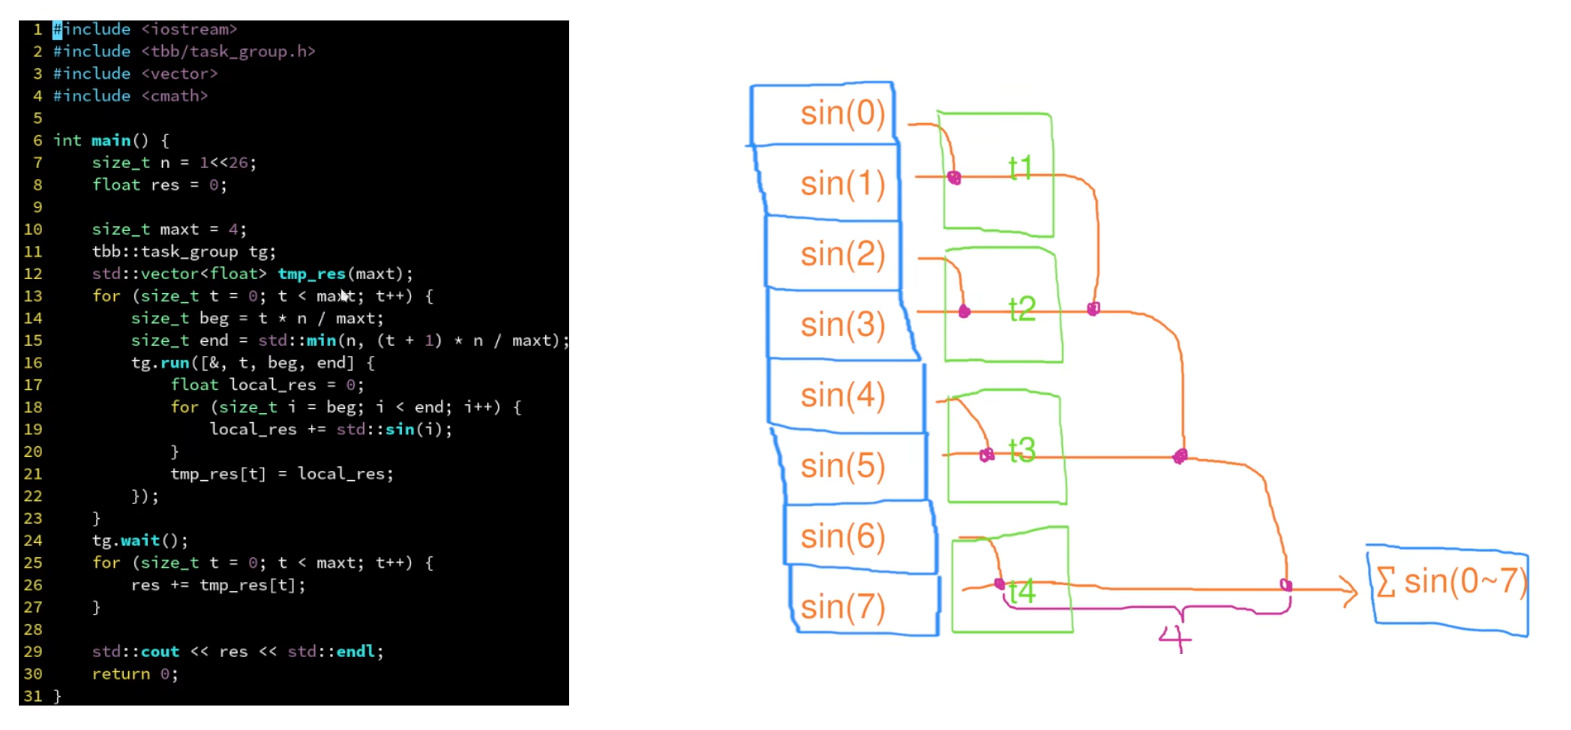 1 #include <iostream>
2 #include <tbb/task_group.h>
3 #include <vector>
4 #include <cmath>
5
6 int main() {
7     size_t n = 1<<26;
8     float res = 0;
9
10     size_t maxt = 4;
11     tbb::task_group tg;
12     std::vector<float> tmp_res(maxt);
13     for (size_t t = 0; t < maxt; t++) {
14         size_t beg = t * n / maxt;
15         size_t end = std::min(n, (t + 1) * n / maxt);
16         tg.run([&, t, beg, end] {
17             float local_res = 0;
18             for (size_t i = beg; i < end; i++) {
19                 local_res += std::sin(i);
20             }
21             tmp_res[t] = local_res;
22         });
23     }
24     tg.wait();
25     for (size_t t = 0; t < maxt; t++) {
26         res += tmp_res[t];
27     }
28
29     std::cout << res << std::endl;
30     return 0;
31 }
sin(0)
sin(1)
sin(2)
sin(3)
sin(4)
sin(5)
sin(6)
sin(7)
t1
t2
t3
t4
4
∑ sin(0~7)